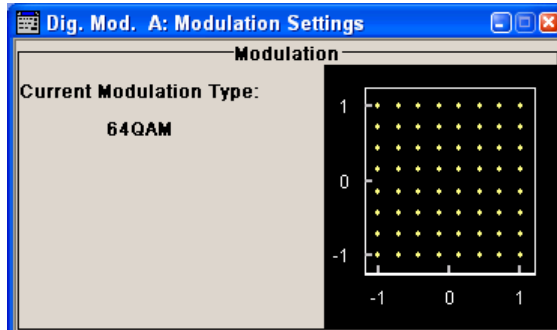 Dig. Mod. A: Modulation Settings
Modulation
Current Modulation Type:
64QAM
1
0
-1
-1 0 1